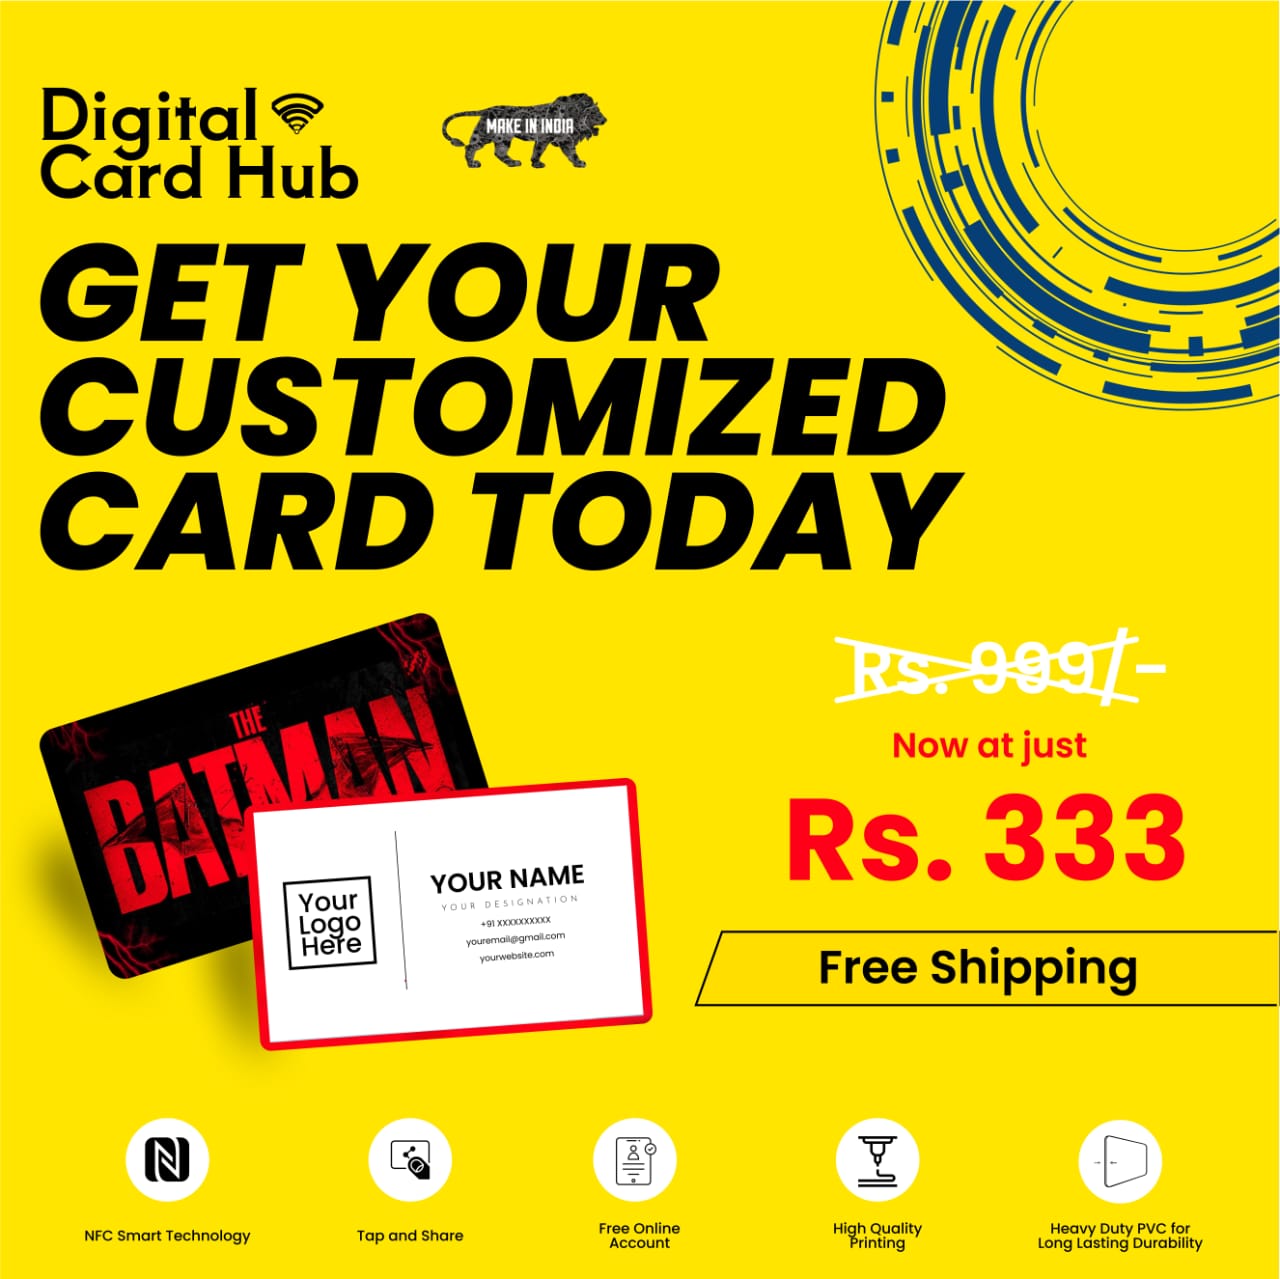 Digital
Card Hub
MAKE IN INDIA
GET YOUR
CUSTOMIZED
CARD TODAY
Rs. 999/-
Now at just
Rs. 333
Free Shipping
THE
BATMAN
Your
Logo
Here
YOUR NAME
YOUR DESIGNATION
+91 XXXXXXXXXX
youremail@gmail.com
yourwebsite.com
NFC Smart Technology
Tap and Share
Free Online
Account
High Quality
Printing
Heavy Duty PVC for
Long Lasting Durability